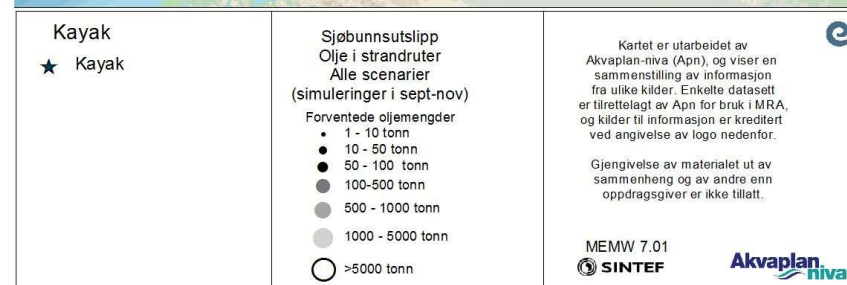 Kayak
Kayak
Sjøbunnsutslipp
Olje i strandruter
Alle scenarier
(simuleringer i sept-nov)
Forventede oljemengder
1 - 10 tonn
10 - 50 tonn
50 - 100 tonn
100-500 tonn
500 - 1000 tonn
1000 - 5000 tonn
>5000 tonn
Kartet er utarbeidet av
Akvaplan-niva (Apn), og viser en
sammenstilling av informasjon
fra ulike kilder. Enkelte datasett
er tilrettelagt av Apn for bruk i MRA,
og kilder til informasjon er kreditert
ved angivelse av logo nedenfor.
Gjengivelse av materialet ut av
sammenheng og av andre enn
oppdragsgiver er ikke tillatt.
MEMW 7.01
SINTEF
Akvaplan
niva